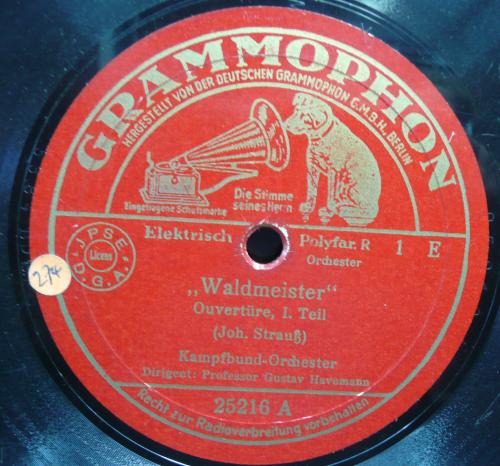 GRAMMOPHON
HERGESTELLT VON DER DEUTSCHEN GRAMMOPHON G.M.B.H. BERLIN
Die Stimme
seines Herrn
Eingetragene Schutzmarke
Elektrisch
Polyfar. R
1 E
Orchester
JPSE
Licens
D.G.A.
274
„Waldmeister“
Ouvertüre, I. Teil
(Joh. Strauß)
Kampfbund-Orchester
Dirigent: Professor Gustav Havemann
25216 A
Recht zur Radioverbreitung vorbehalten